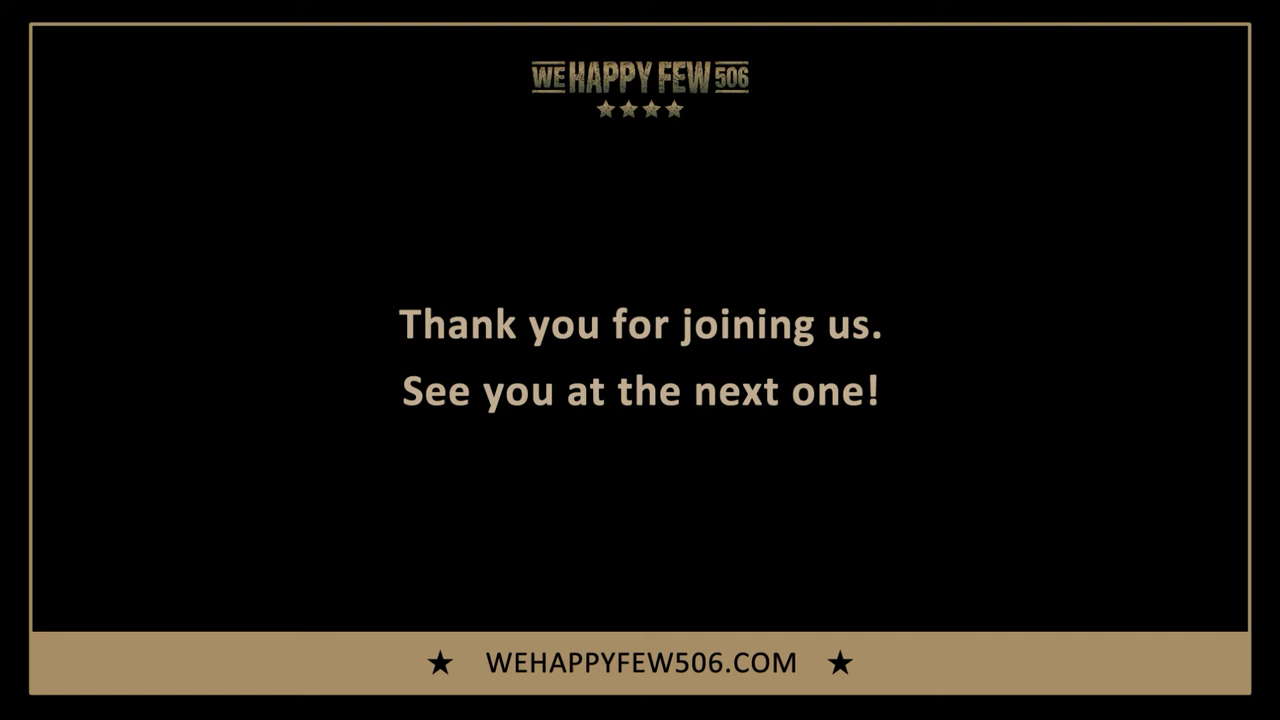 WE HAPPY FEW 506
Thank you for joining us.
See you at the next one!
WEHAPPYFEW506.COM